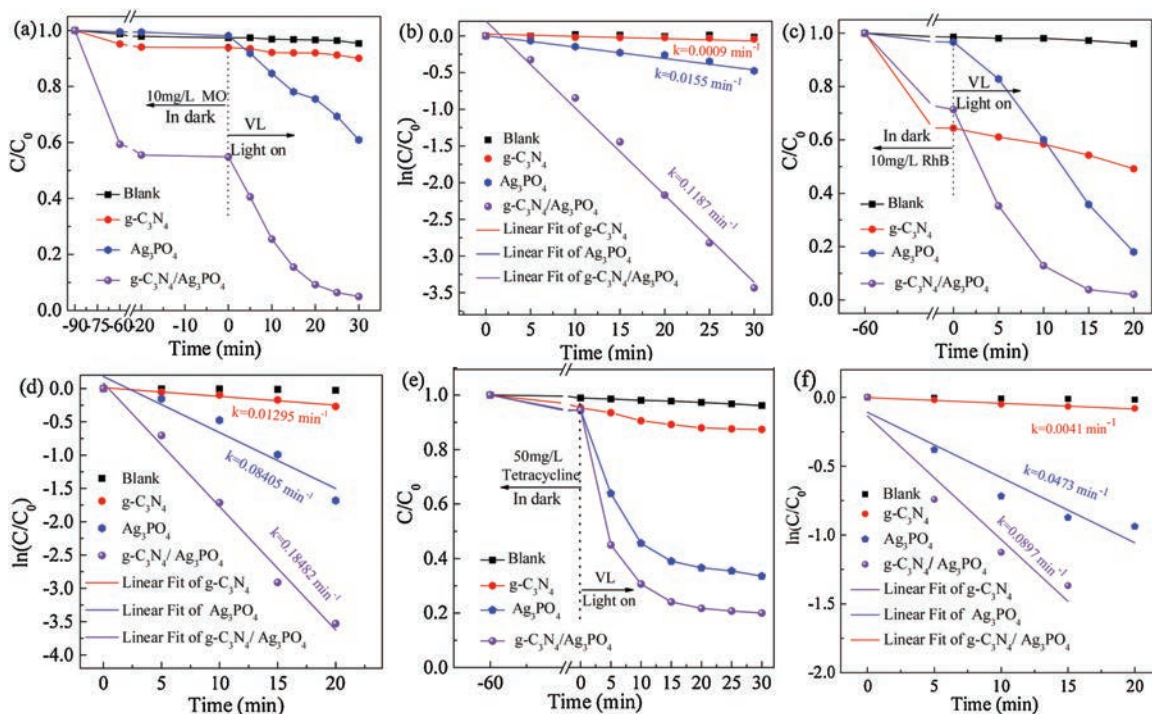 (a)
C/C₀
1.0
0.8
0.6
0.4
0.2
0.0
10mg/L MO
In dark
VL
Light on
Blank
g-C₃N₄
Ag₃PO₄
g-C₃N₄/Ag₃PO₄
-90 -75 -60 -20 -10 0 10 20 30
Time (min)
(b)
ln(C/C₀)
0.0
-0.5
-1.0
-1.5
-2.0
-2.5
-3.0
-3.5
k=0.0009 min⁻¹
k=0.0155 min⁻¹
k=0.1187 min⁻¹
Blank
g-C₃N₄
Ag₃PO₄
g-C₃N₄/Ag₃PO₄
Linear Fit of g-C₃N₄
Linear Fit of Ag₃PO₄
Linear Fit of g-C₃N₄/Ag₃PO₄
0 5 10 15 20 25 30
Time (min)
(c)
C/C₀
1.0
0.8
0.6
0.4
0.2
0.0
VL
Light on
In dark
10mg/L RhB
Blank
g-C₃N₄
Ag₃PO₄
g-C₃N₄/Ag₃PO₄
-60 0 5 10 15 20
Time (min)
(d)
ln(C/C₀)
0.0
-0.5
-1.0
-1.5
-2.0
-2.5
-3.0
-3.5
-4.0
k=0.01295 min⁻¹
k=0.08405 min⁻¹
k=0.18482 min⁻¹
Blank
g-C₃N₄
Ag₃PO₄
g-C₃N₄/ Ag₃PO₄
Linear Fit of g-C₃N₄
Linear Fit of Ag₃PO₄
Linear Fit of g-C₃N₄/ Ag₃PO₄
0 5 10 15 20
Time (min)
(e)
C/C₀
1.0
0.8
0.6
0.4
0.2
0.0
50mg/L
Tetracycline
In dark
VL
Light on
Blank
g-C₃N₄
Ag₃PO₄
g-C₃N₄/Ag₃PO₄
-60 0 5 10 15 20 25 30
Time (min)
(f)
ln(C/C₀)
0.0
-0.5
-1.0
-1.5
-2.0
k=0.0041 min⁻¹
k=0.0473 min⁻¹
k=0.0897 min⁻¹
Blank
g-C₃N₄
Ag₃PO₄
g-C₃N₄/ Ag₃PO₄
Linear Fit of g-C₃N₄
Linear Fit of Ag₃PO₄
Linear Fit of g-C₃N₄/ Ag₃PO₄
0 5 10 15 20
Time (min)